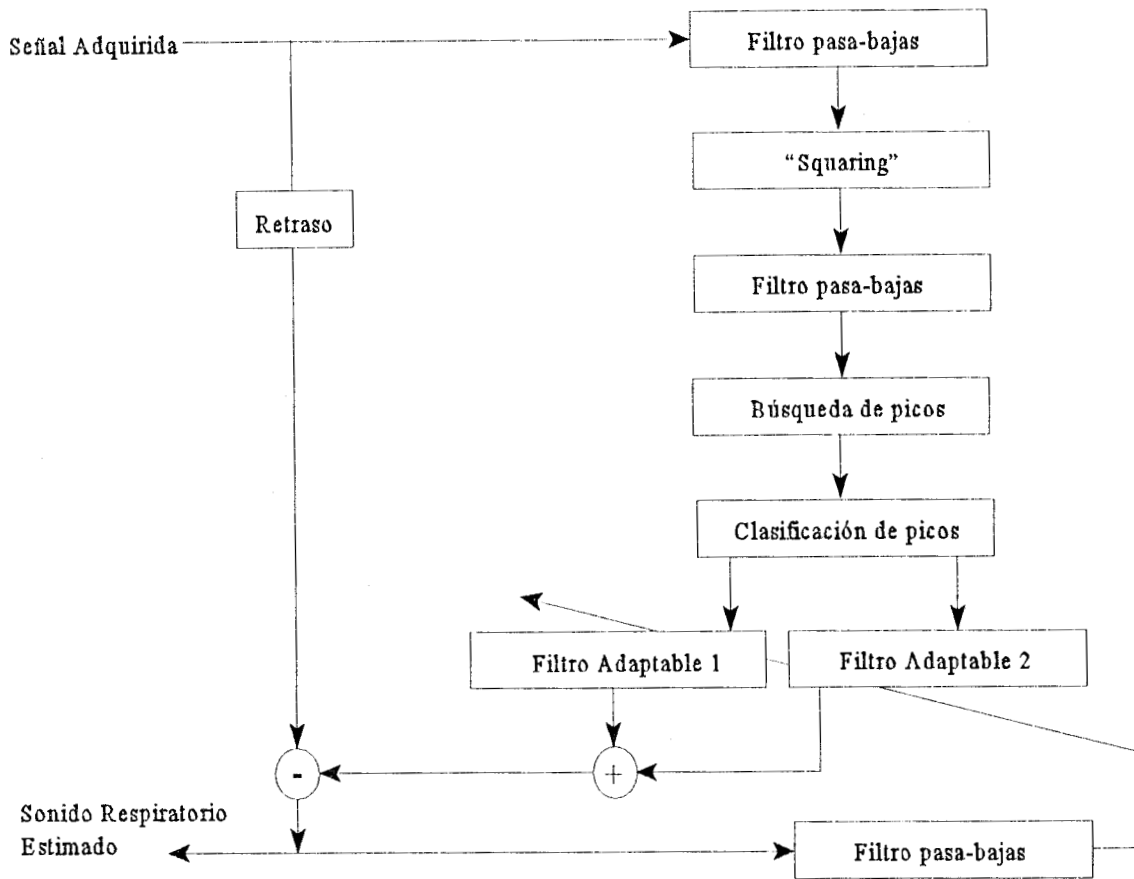 Señal Adquirida
Filtro pasa-bajas
“Squaring”
Retraso
Filtro pasa-bajas
Búsqueda de picos
Clasificación de picos
Filtro Adaptable 1
Filtro Adaptable 2
-
+
Sonido Respiratorio
Estimado
Filtro pasa-bajas